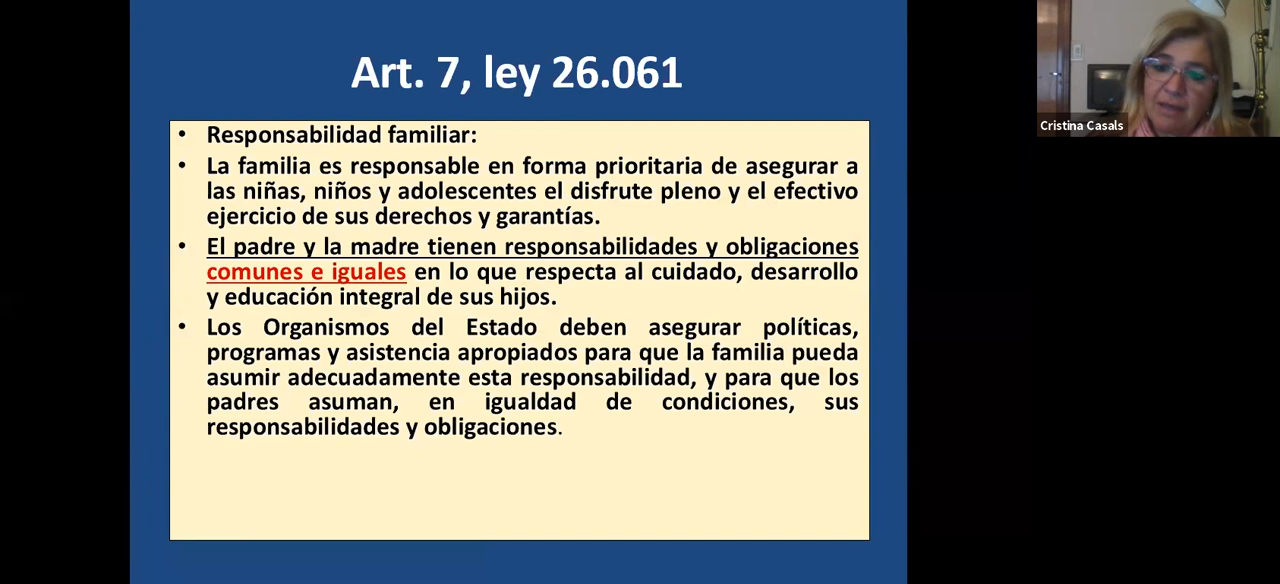 Art. 7, ley 26.061
• Responsabilidad familiar:
• La familia es responsable en forma prioritaria de asegurar a
las niñas, niños y adolescentes el disfrute pleno y el efectivo
ejercicio de sus derechos y garantías.
• El padre y la madre tienen responsabilidades y obligaciones
comunes e iguales en lo que respecta al cuidado, desarrollo
y educación integral de sus hijos.
• Los Organismos del Estado deben asegurar políticas,
programas y asistencia apropiados para que la familia pueda
asumir adecuadamente esta responsabilidad, y para que los
padres asuman, en igualdad de condiciones, sus
responsabilidades y obligaciones.
Cristina Casals